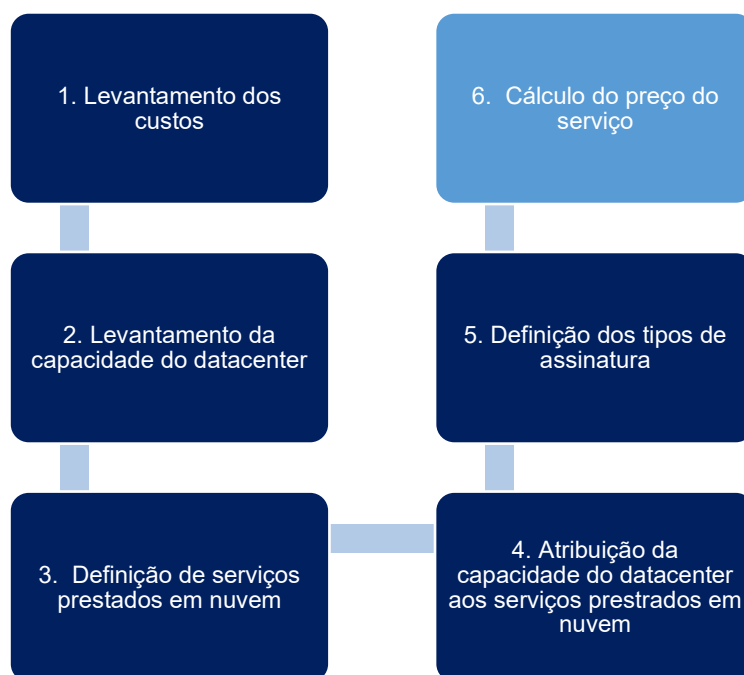 1. Levantamento dos
custos
2. Levantamento da
capacidade do datacenter
3. Definição de serviços
prestados em nuvem
4. Atribuição da
capacidade do datacenter
aos serviços prestrados em
nuvem
5. Definição dos tipos de
assinatura
6. Cálculo do preço do
serviço